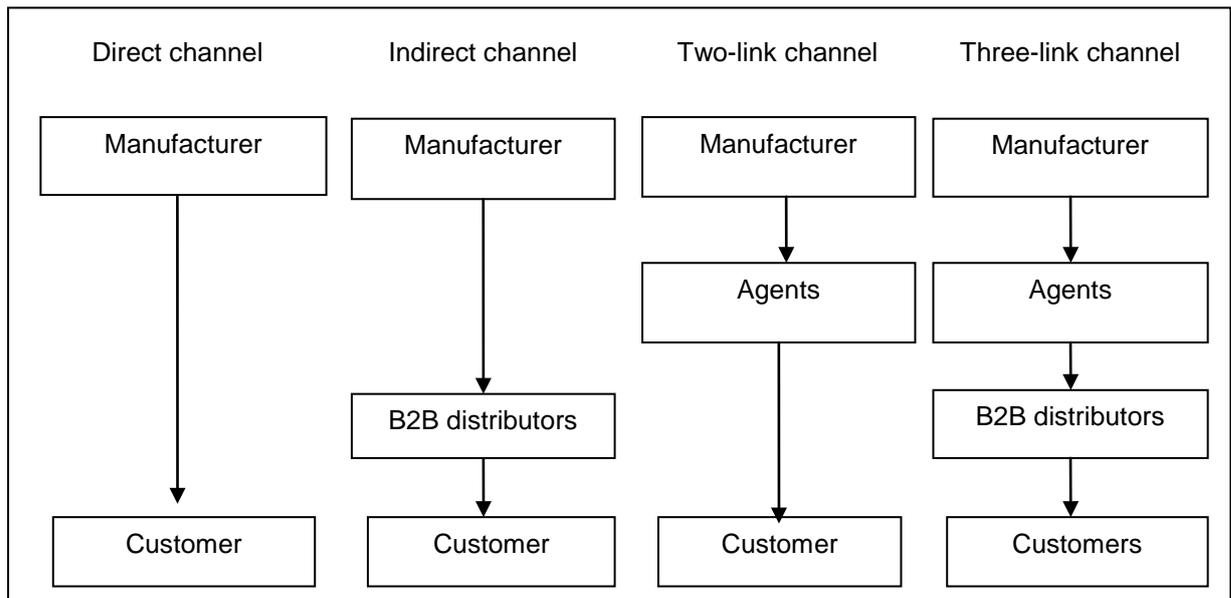 Direct channel
Indirect channel
Two-link channel
Three-link channel
Manufacturer
Manufacturer
Manufacturer
Manufacturer
Agents
Agents
B2B distributors
B2B distributors
Customer
Customer
Customer
Customers